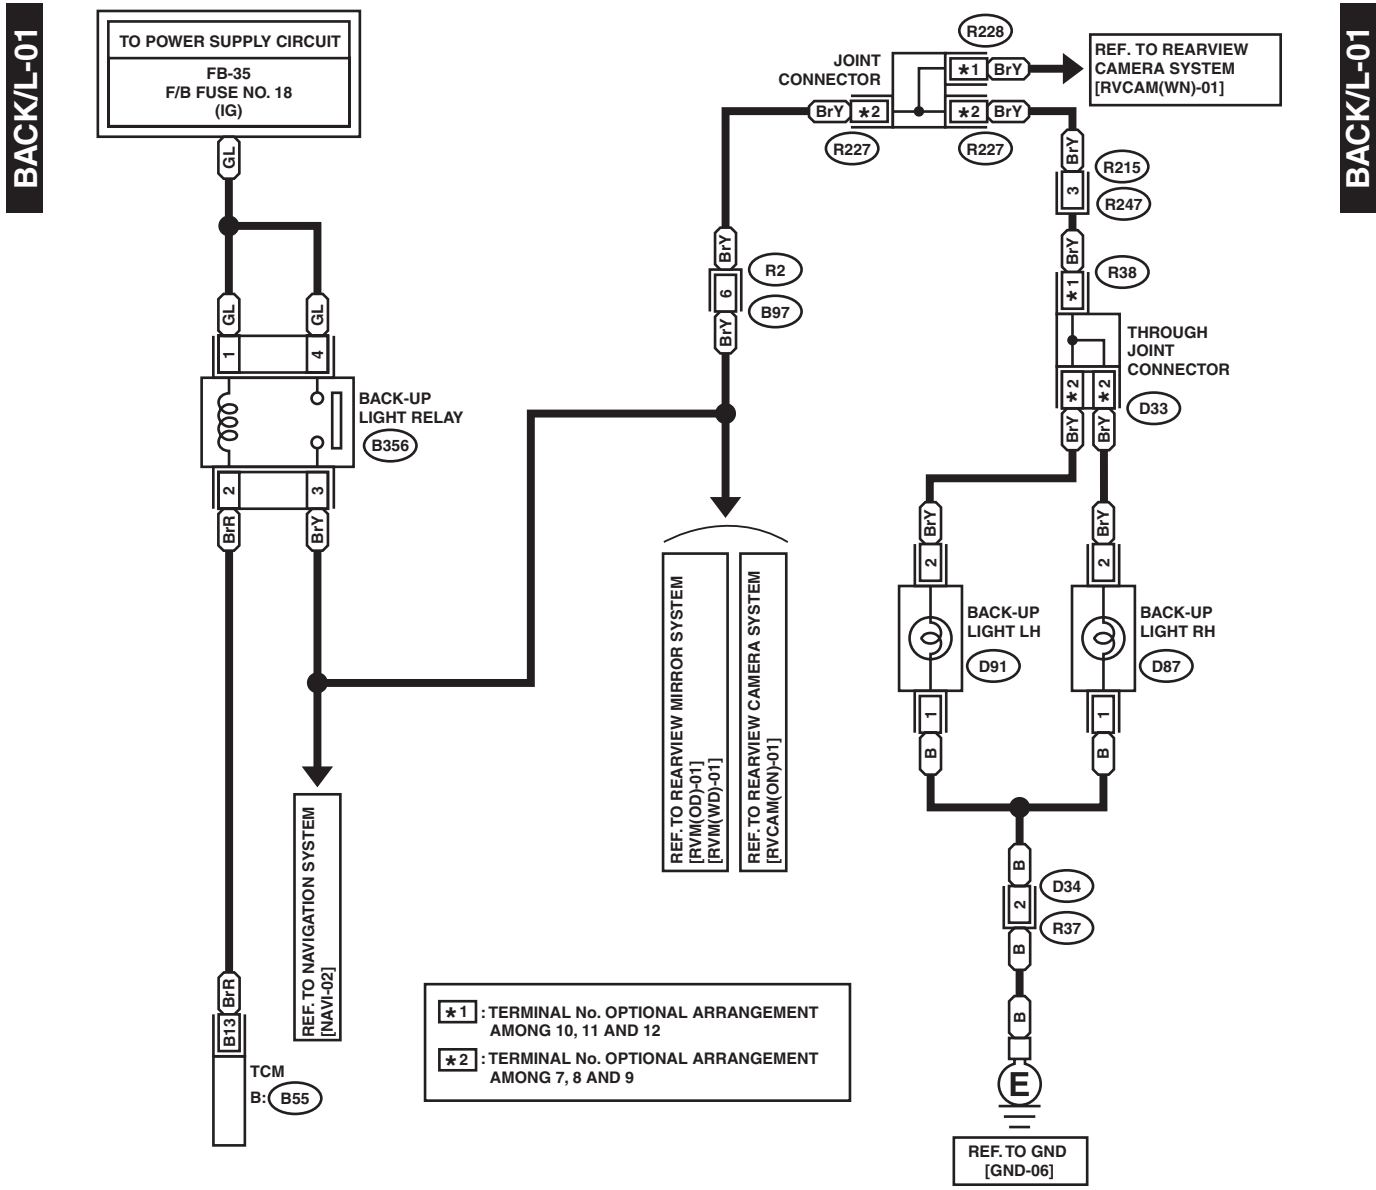 BACK/L-01
BACK/L-01
TO POWER SUPPLY CIRCUIT
FB-35
F/B FUSE NO. 18
(IG)
GL
GL
GL
1
4
BACK-UP
LIGHT RELAY
B356
2
3
BrR
BrY
BrR
B13
TCM
B: B55
REF. TO NAVIGATION SYSTEM
[NAVI-02]
JOINT
CONNECTOR
R228
*1 BrY
REF. TO REARVIEW
CAMERA SYSTEM
[RVCAM(WN)-01]
BrY *2
*2 BrY
R227
R227
BrY
R2
6
B97
BrY
REF. TO REARVIEW MIRROR SYSTEM
[RVM(OD)-01]
[RVM(WD)-01]
REF. TO REARVIEW CAMERA SYSTEM
[RVCAM(ON)-01]
BrY
R215
3
R247
BrY
R38
*1
THROUGH
JOINT
CONNECTOR
*2
*2
D33
BrY
BrY
BrY
BrY
2
2
BACK-UP
LIGHT LH
D91
BACK-UP
LIGHT RH
D87
1
1
B
B
B
D34
2
R37
B
B
E
REF. TO GND
[GND-06]
*1 : TERMINAL No. OPTIONAL ARRANGEMENT
AMONG 10, 11 AND 12
*2 : TERMINAL No. OPTIONAL ARRANGEMENT
AMONG 7, 8 AND 9